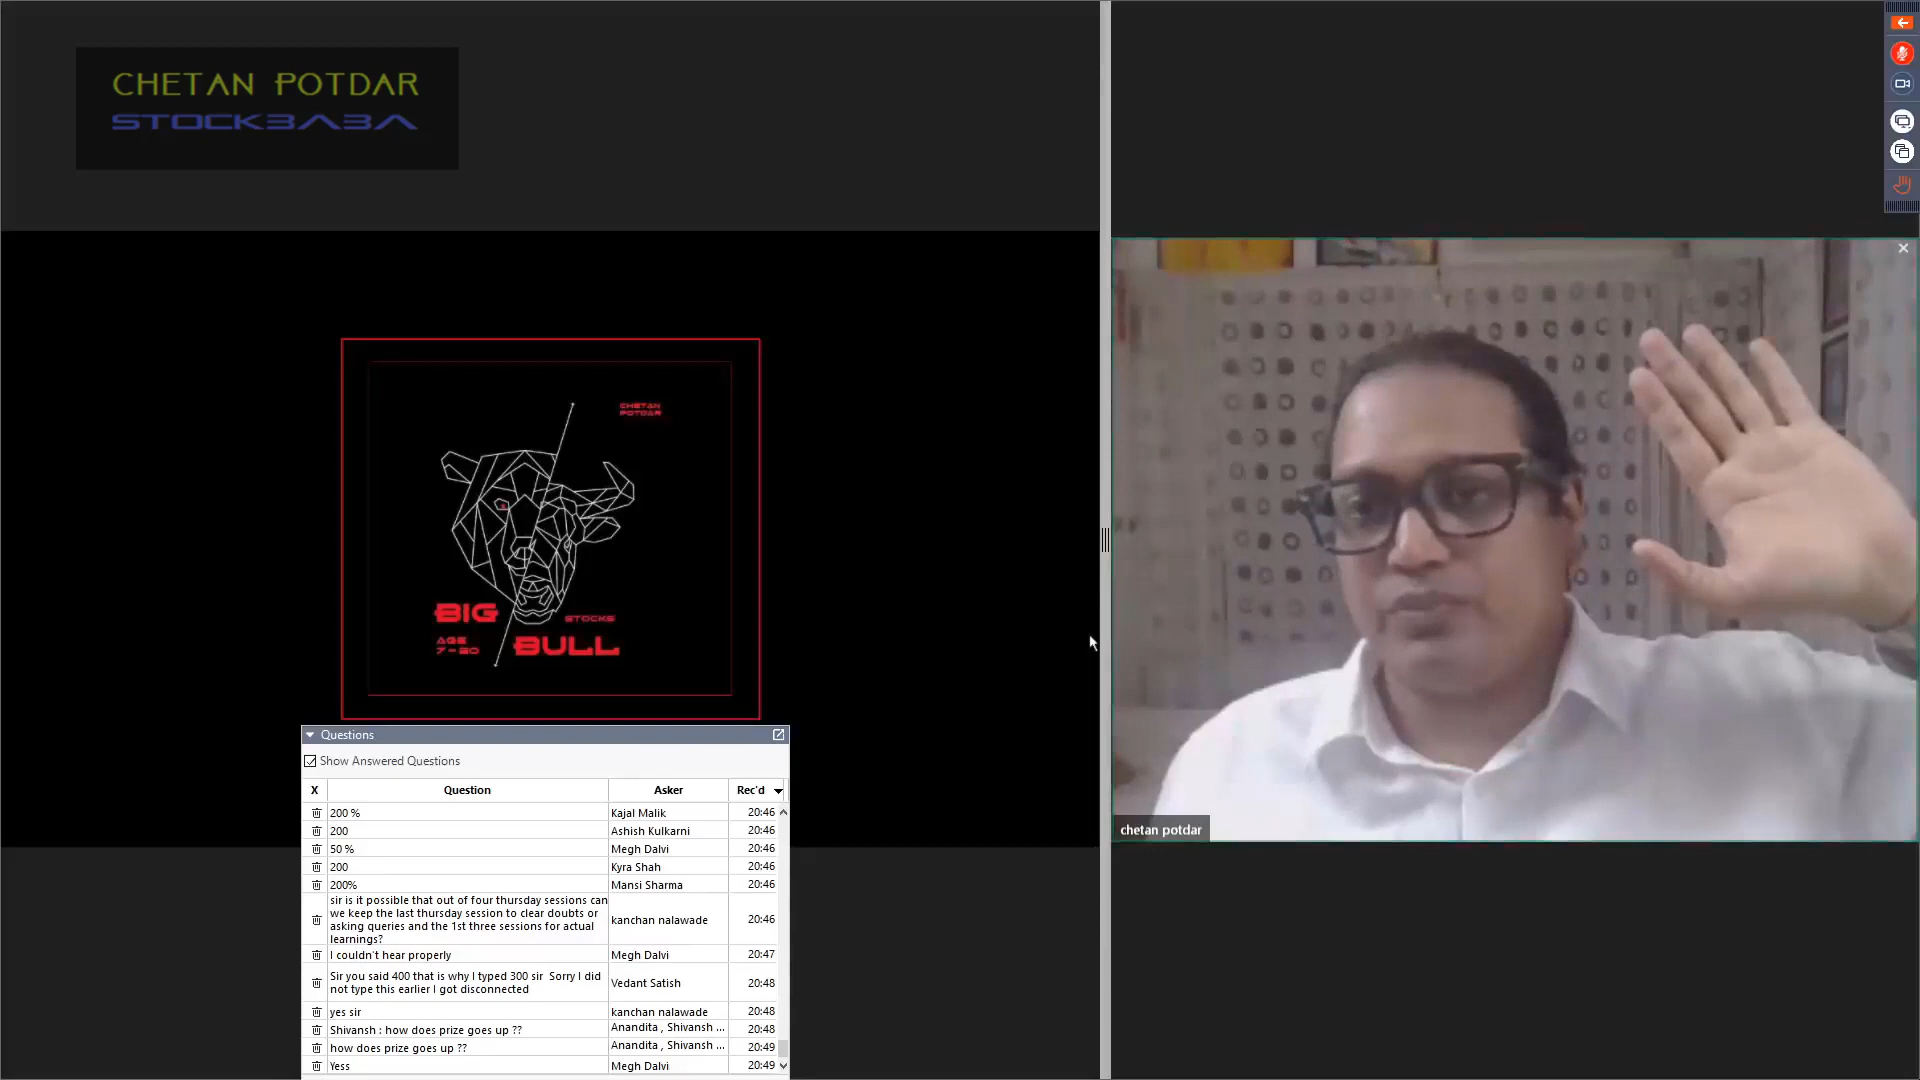 CHETAN POTDAR
STOCKBABA
CHETAN
POTDAR
BIG
STOCKS
AGE
7-20
BULL
Questions
Show Answered Questions
X Question Asker Rec'd
200 % Kajal Malik 20:46
200 Ashish Kulkarni 20:46
50 % Megh Dalvi 20:46
200 Kyra Shah 20:46
200% Mansi Sharma 20:46
sir is it possible that out of four thursday sessions can
we keep the last thursday session to clear doubts or
asking queries and the 1st three sessions for actual
learnings?
kanchan nalawade 20:46
I couldn't hear properly Megh Dalvi 20:47
Sir you said 400 that is why I typed 300 sir Sorry I did
not type this earlier I got disconnected
Vedant Satish 20:48
yes sir kanchan nalawade 20:48
Shivansh : how does prize goes up ?? Anandita , Shivansh ... 20:48
how does prize goes up ?? Anandita , Shivansh ... 20:49
Yess Megh Dalvi 20:49
chetan potdar